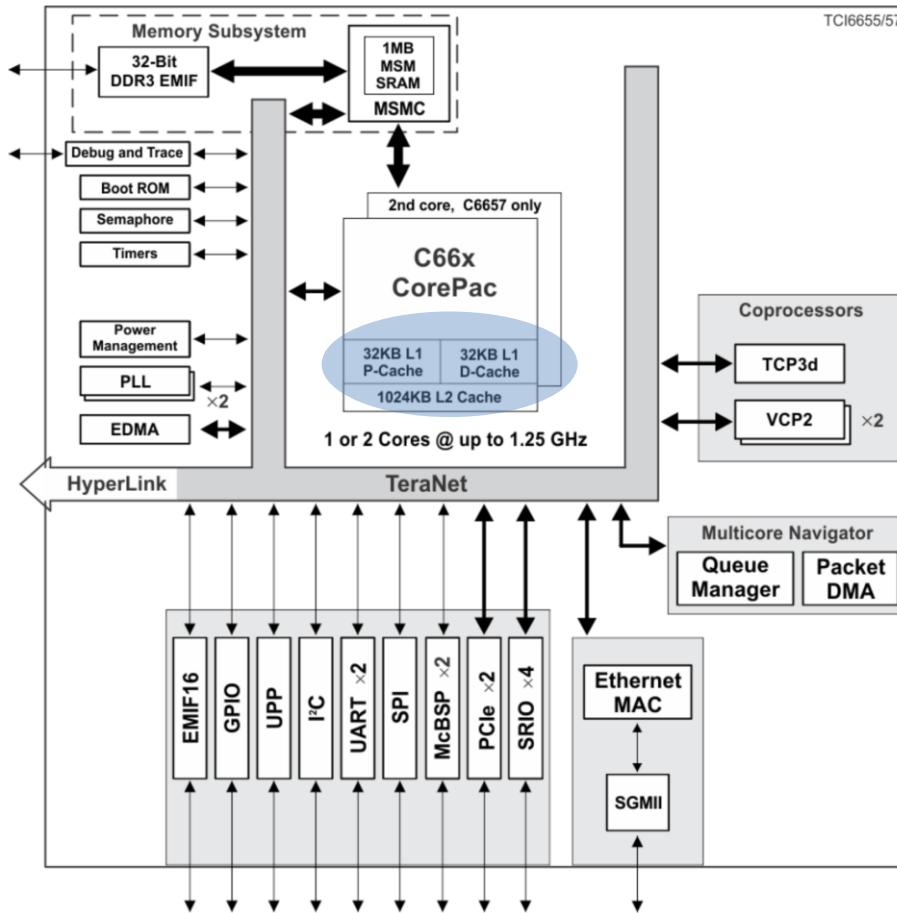 TCI6655/57
Memory Subsystem
32-Bit
DDR3 EMIF
1MB
MSM
SRAM
MSMC
Debug and Trace
Boot ROM
Semaphore
Timers
Power
Management
PLL
×2
EDMA
2nd core, C6657 only
C66x
CorePac
32KB L1
P-Cache
32KB L1
D-Cache
1024KB L2 Cache
1 or 2 Cores @ up to 1.25 GHz
Coprocessors
TCP3d
VCP2
×2
HyperLink
TeraNet
Multicore Navigator
Queue
Manager
Packet
DMA
EMIF16
GPIO
UPP
I²C
UART ×2
SPI
McBSP ×2
PCIe ×2
SRIO ×4
Ethernet
MAC
SGMII